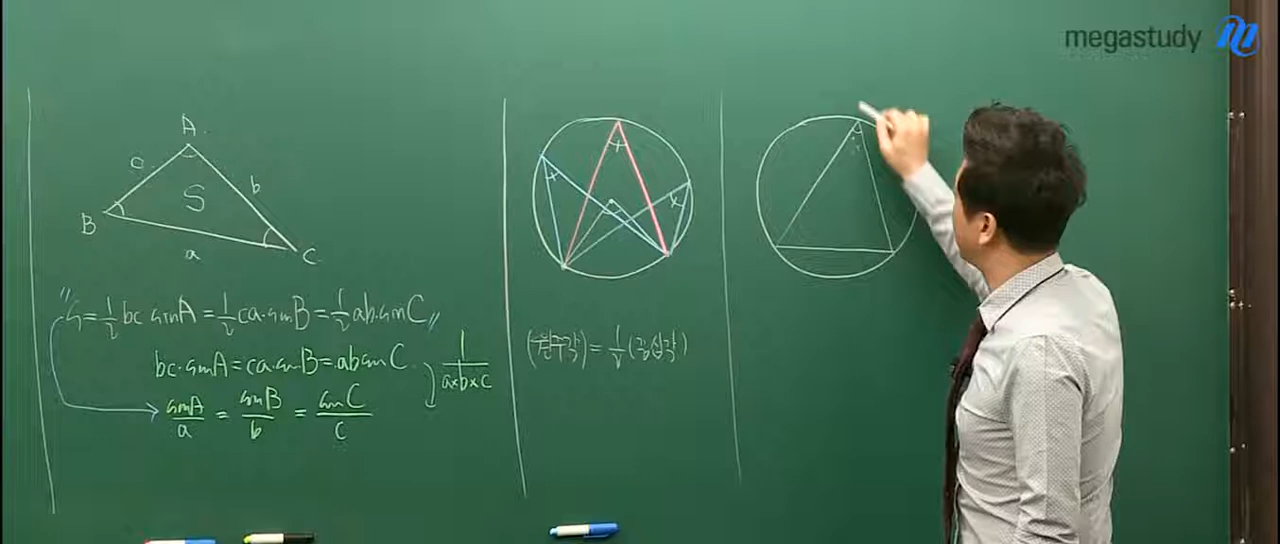 megastudy
A
c
b
S
B
a
C
"S = 1/2 bc sinA = 1/2 ca·sinB = 1/2 ab·sinC"
bc·sinA = ca·sinB = ab sinC
1/(a×b×c)
sinA/a = sinB/b = sinC/c
(원주각) = 1/2 (중심각)